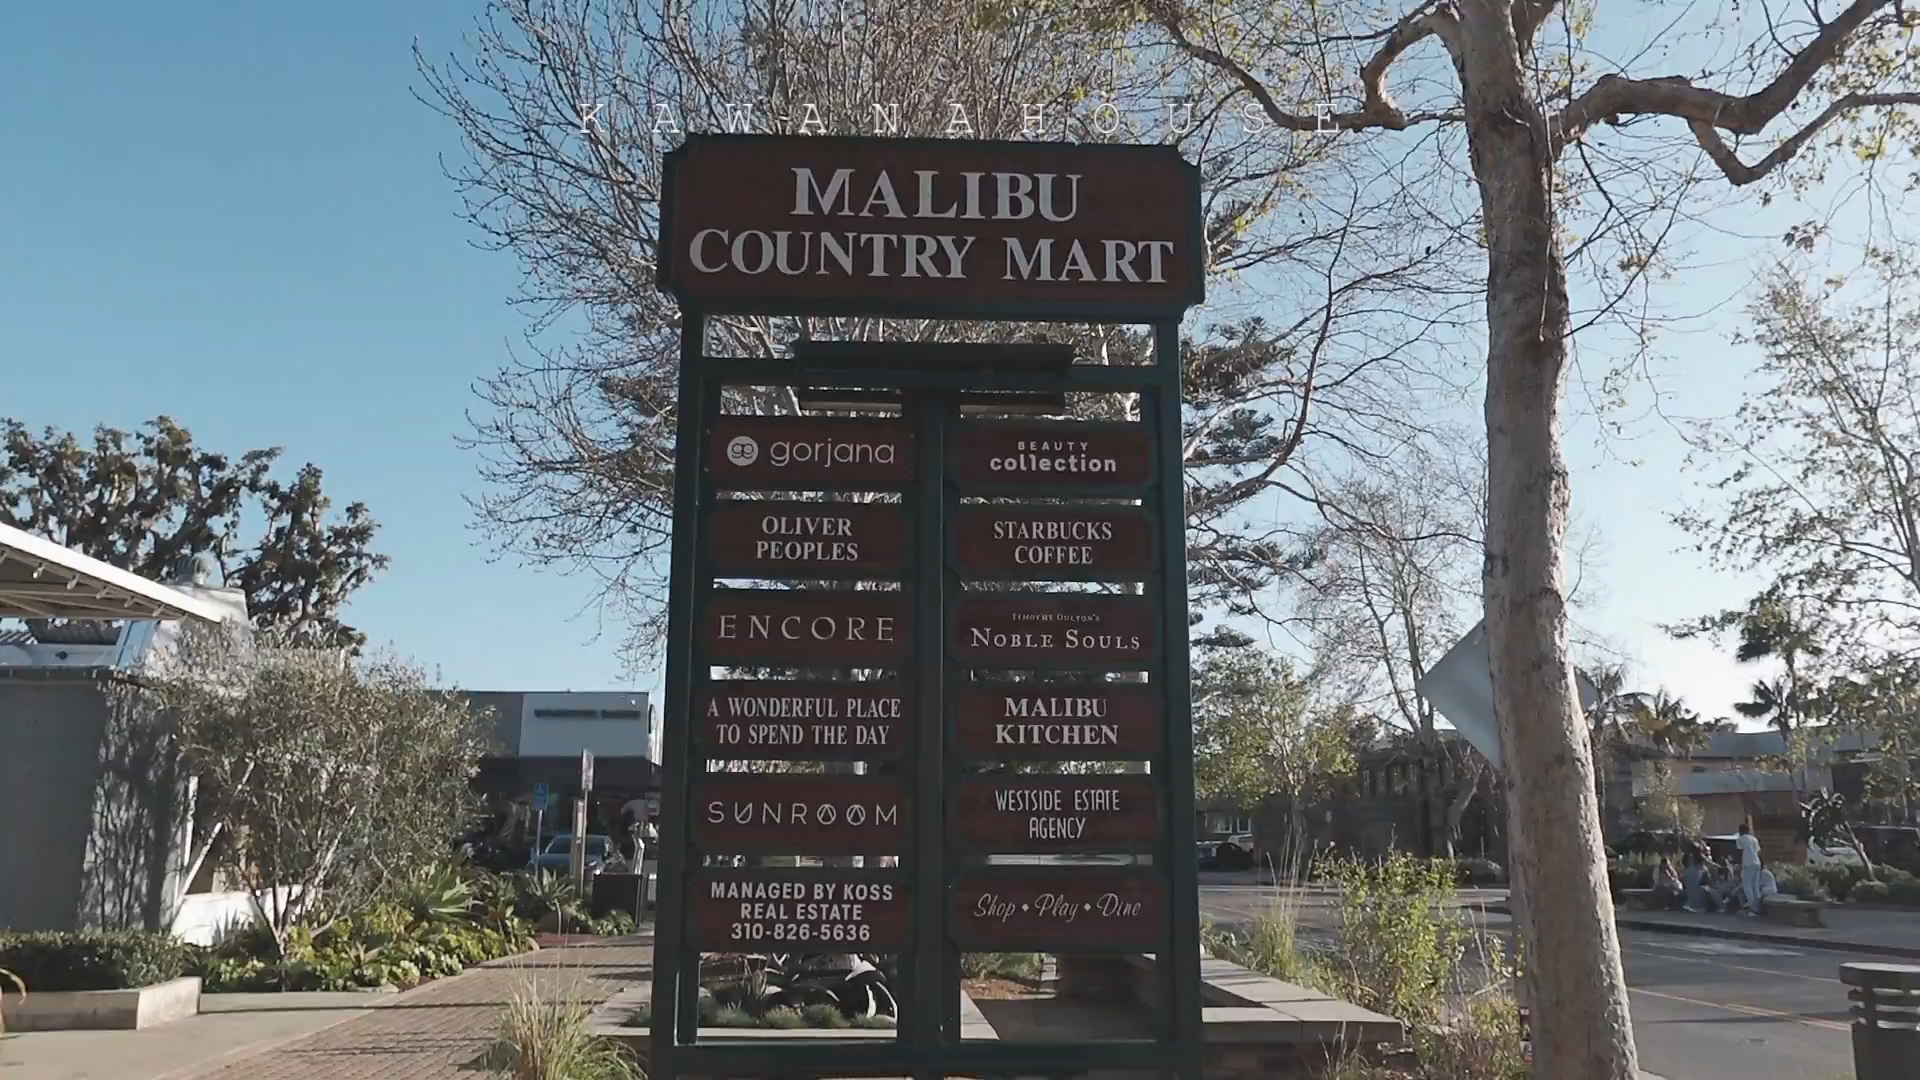 KAWANAHOUSE
MALIBU
COUNTRY MART
gorjana
BEAUTY
collection
OLIVER
PEOPLES
STARBUCKS
COFFEE
ENCORE
TIMOTHY OULTON'S
NOBLE SOULS
A WONDERFUL PLACE
TO SPEND THE DAY
MALIBU
KITCHEN
SUNROOM
WESTSIDE ESTATE
AGENCY
MANAGED BY KOSS
REAL ESTATE
310-826-5636
Shop • Play • Dine